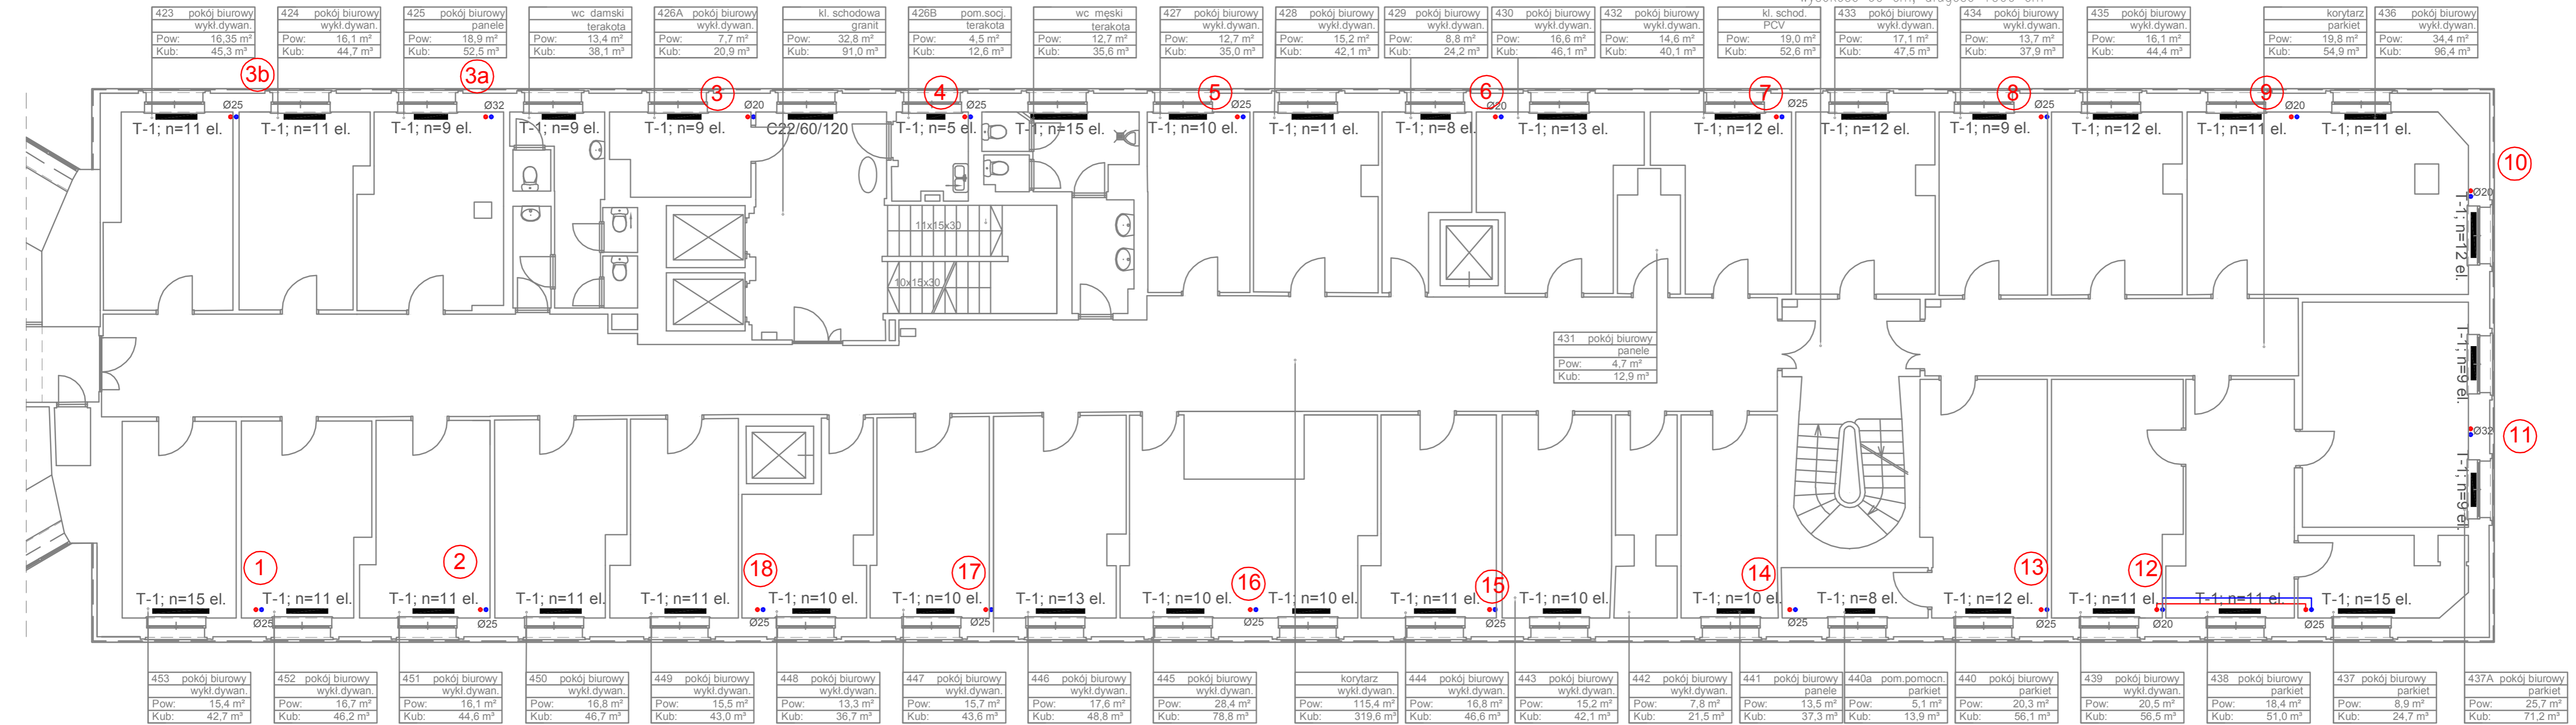 423 pokój biurowy
wykł.dywan.
Pow: 16,35 m²
Kub: 45,3 m³
424 pokój biurowy
wykł.dywan.
Pow: 16,1 m²
Kub: 44,7 m³
425 pokój biurowy
panele
Pow: 18,9 m²
Kub: 52,5 m³
wc damski
terakota
Pow: 13,4 m²
Kub: 38,1 m³
426A pokój biurowy
wykł.dywan.
Pow: 7,7 m²
Kub: 20,9 m³
kl. schodowa
granit
Pow: 32,8 m²
Kub: 91,0 m³
426B pom.socj.
terakota
Pow: 4,5 m²
Kub: 12,6 m³
wc męski
terakota
Pow: 12,7 m²
Kub: 35,6 m³
427 pokój biurowy
wykł.dywan.
Pow: 12,7 m²
Kub: 35,0 m³
428 pokój biurowy
wykł.dywan.
Pow: 15,2 m²
Kub: 42,1 m³
429 pokój biurowy
wykł.dywan.
Pow: 8,8 m²
Kub: 24,2 m³
430 pokój biurowy
wykł.dywan.
Pow: 16,6 m²
Kub: 46,1 m³
432 pokój biurowy
wykł.dywan.
Pow: 14,6 m²
Kub: 40,1 m³
kl. schod.
PCV
Pow: 19,0 m²
Kub: 52,6 m³
433 pokój biurowy
wykł.dywan.
Pow: 17,1 m²
Kub: 47,5 m³
434 pokój biurowy
wykł.dywan.
Pow: 13,7 m²
Kub: 37,9 m³
435 pokój biurowy
wykł.dywan.
Pow: 16,1 m²
Kub: 44,4 m³
korytarz
parkiet
Pow: 19,8 m²
Kub: 54,9 m³
436 pokój biurowy
wykł.dywan.
Pow: 34,4 m²
Kub: 96,4 m³
3b
3a
3
4
5
6
7
8
9
10
Ø25
Ø32
Ø20
Ø25
Ø25
Ø20
Ø25
Ø25
Ø20
T-1; n=11 el.
T-1; n=11 el.
T-1; n=9 el.
T-1; n=9 el.
T-1; n=9 el.
C22/60/120
T-1; n=5 el.
T-1; n=15 el.
T-1; n=10 el.
T-1; n=11 el.
T-1; n=8 el.
T-1; n=13 el.
T-1; n=12 el.
T-1; n=12 el.
T-1; n=9 el.
T-1; n=12 el.
T-1; n=11 el.
T-1; n=11 el.
Ø20
T-1; n=12 el.
11x15x30
10x15x30
431 pokój biurowy
panele
Pow: 4,7 m²
Kub: 12,9 m³
T-1; n=9 el.
Ø32
11
T-1; n=9 el.
1
2
18
17
16
15
14
13
12
T-1; n=15 el.
T-1; n=11 el.
T-1; n=11 el.
T-1; n=11 el.
T-1; n=11 el.
T-1; n=10 el.
T-1; n=10 el.
T-1; n=13 el.
T-1; n=10 el.
T-1; n=10 el.
T-1; n=11 el.
T-1; n=10 el.
T-1; n=10 el.
T-1; n=8 el.
T-1; n=12 el.
T-1; n=11 el.
T-1; n=11 el.
T-1; n=15 el.
Ø25
Ø25
Ø25
Ø25
Ø25
Ø25
Ø25
Ø25
Ø20
Ø25
453 pokój biurowy
wykł.dywan.
Pow: 15,4 m²
Kub: 42,7 m³
452 pokój biurowy
wykł.dywan.
Pow: 16,7 m²
Kub: 46,2 m³
451 pokój biurowy
wykł.dywan.
Pow: 16,1 m²
Kub: 44,6 m³
450 pokój biurowy
wykł.dywan.
Pow: 16,8 m²
Kub: 46,7 m³
449 pokój biurowy
wykł.dywan.
Pow: 15,5 m²
Kub: 43,0 m³
448 pokój biurowy
wykł.dywan.
Pow: 13,3 m²
Kub: 36,7 m³
447 pokój biurowy
wykł.dywan.
Pow: 15,7 m²
Kub: 43,6 m³
446 pokój biurowy
wykł.dywan.
Pow: 17,6 m²
Kub: 48,8 m³
445 pokój biurowy
wykł.dywan.
Pow: 28,4 m²
Kub: 78,8 m³
korytarz
wykł.dywan.
Pow: 115,4 m²
Kub: 319,6 m³
444 pokój biurowy
wykł.dywan.
Pow: 16,8 m²
Kub: 46,6 m³
443 pokój biurowy
wykł.dywan.
Pow: 15,2 m²
Kub: 42,1 m³
442 pokój biurowy
wykł.dywan.
Pow: 7,8 m²
Kub: 21,5 m³
441 pokój biurowy
panele
Pow: 13,5 m²
Kub: 37,3 m³
440a pom.pomocn.
parkiet
Pow: 5,1 m²
Kub: 13,9 m³
440 pokój biurowy
parkiet
Pow: 20,3 m²
Kub: 56,1 m³
439 pokój biurowy
wykł.dywan.
Pow: 20,5 m²
Kub: 56,5 m³
438 pokój biurowy
parkiet
Pow: 18,4 m²
Kub: 51,0 m³
437 pokój biurowy
parkiet
Pow: 8,9 m²
Kub: 24,7 m³
437A pokój biurowy
parkiet
Pow: 25,7 m²
Kub: 71,2 m³